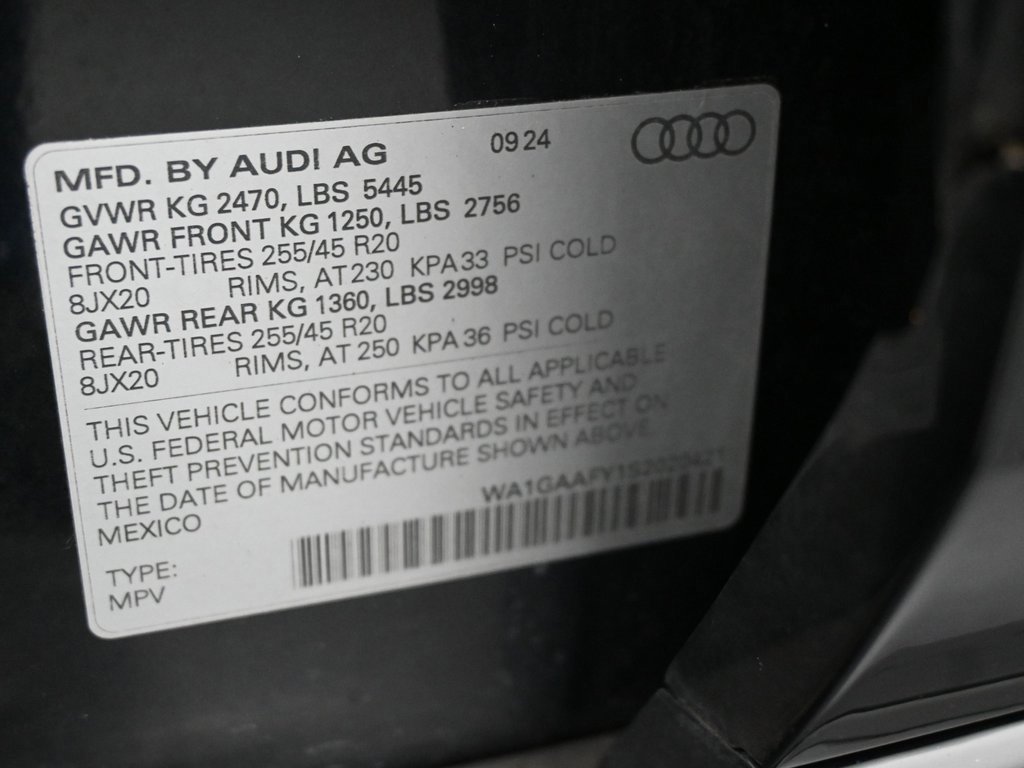 MFD. BY AUDI AG 09 24
GVWR KG 2470, LBS 5445
GAWR FRONT KG 1250, LBS 2756
FRONT-TIRES 255/45 R20
8JX20 RIMS, AT 230 KPA 33 PSI COLD
GAWR REAR KG 1360, LBS 2998
REAR-TIRES 255/45 R20
8JX20 RIMS, AT 250 KPA 36 PSI COLD
THIS VEHICLE CONFORMS TO ALL APPLICABLE
U.S. FEDERAL MOTOR VEHICLE SAFETY AND
THEFT PREVENTION STANDARDS IN EFFECT ON
THE DATE OF MANUFACTURE SHOWN ABOVE.
MEXICO
TYPE:
MPV